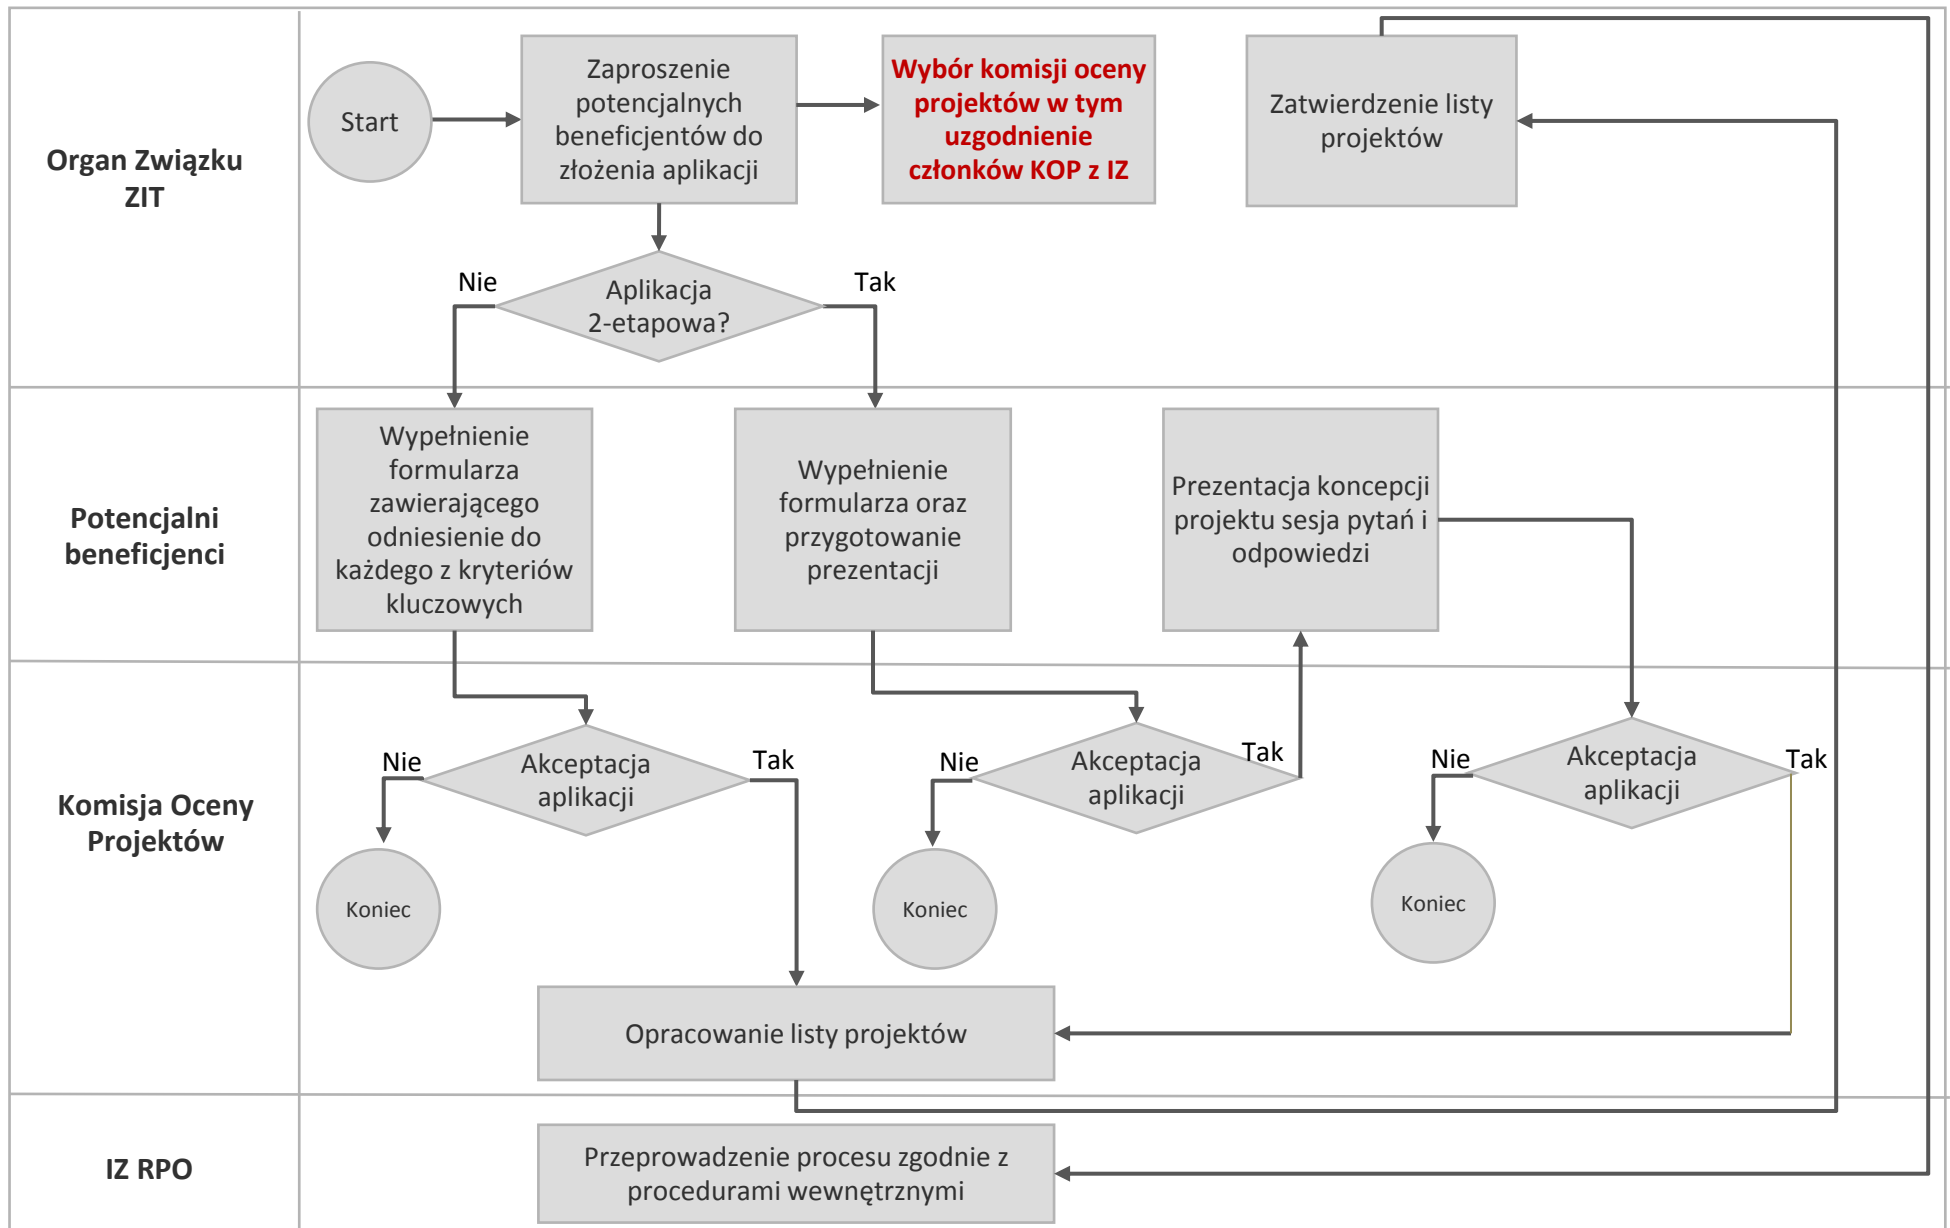 Organ Związku
ZIT
Start
Zaproszenie
potencjalnych
beneficjentów do
złożenia aplikacji
Wybór komisji oceny
projektów w tym
uzgodnienie
członków KOP z IZ
Zatwierdzenie listy
projektów
Nie
Aplikacja
2-etapowa?
Tak
Potencjalni
beneficjenci
Wypełnienie
formularza
zawierającego
odniesienie do
każdego z kryteriów
kluczowych
Wypełnienie
formularza oraz
przygotowanie
prezentacji
Prezentacja koncepcji
projektu sesja pytań i
odpowiedzi
Komisja Oceny
Projektów
Nie
Akceptacja
aplikacji
Tak
Nie
Akceptacja
aplikacji
Tak
Nie
Akceptacja
aplikacji
Tak
Koniec
Koniec
Koniec
Opracowanie listy projektów
IZ RPO
Przeprowadzenie procesu zgodnie z
procedurami wewnętrznymi